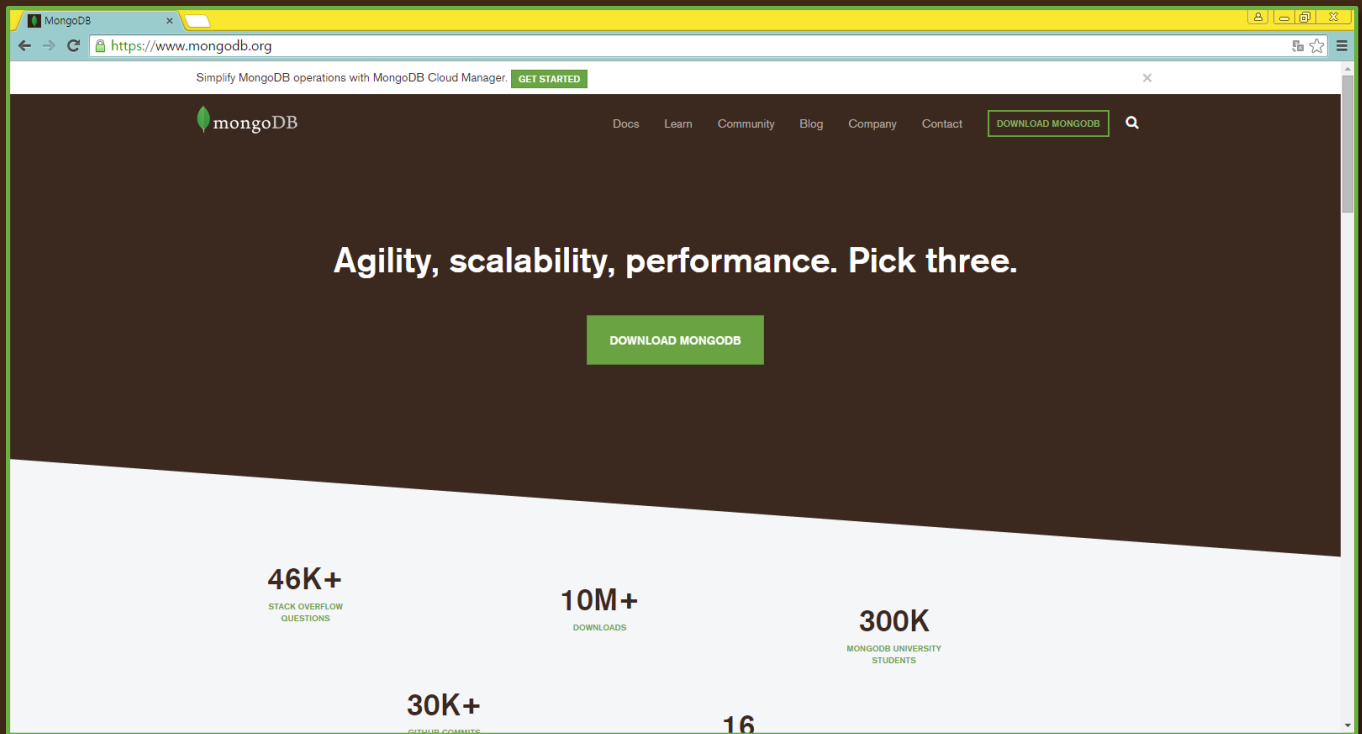 MongoDB
https://www.mongodb.org
Simplify MongoDB operations with MongoDB Cloud Manager. GET STARTED
mongoDB
Docs Learn Community Blog Company Contact DOWNLOAD MONGODB
Agility, scalability, performance. Pick three.
DOWNLOAD MONGODB
46K+
STACK OVERFLOW
QUESTIONS
10M+
DOWNLOADS
300K
MONGODB UNIVERSITY
STUDENTS
30K+
GITHUB COMMITS
16